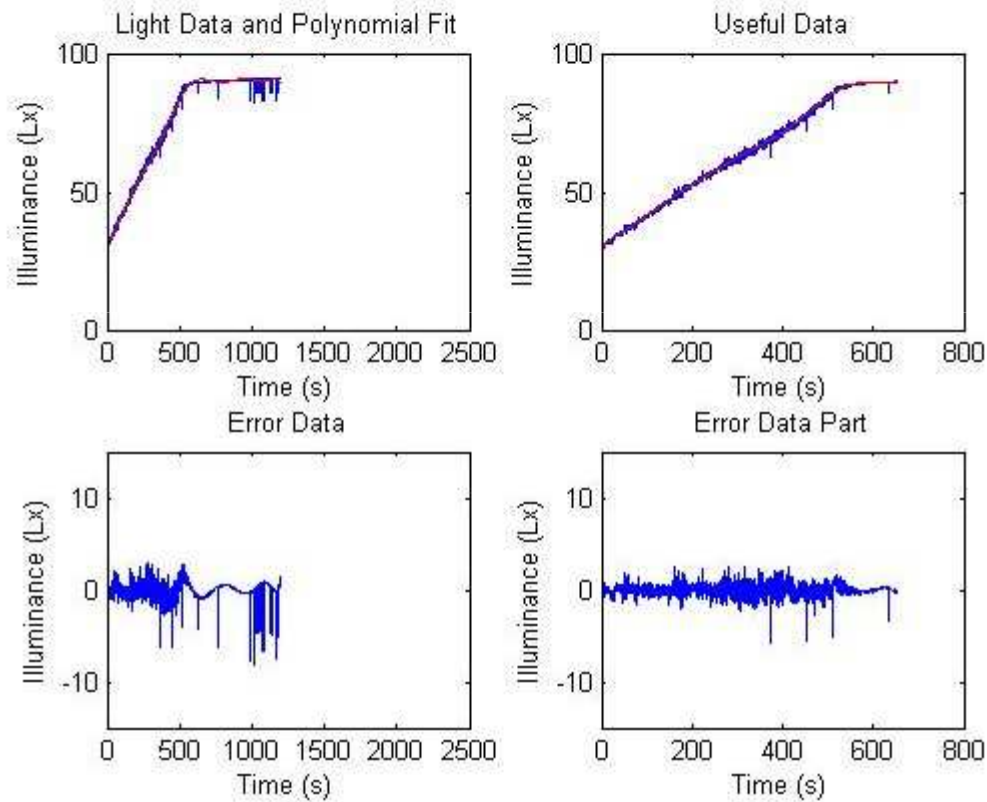 Light Data and Polynomial Fit
Illuminance (Lx)
100
50
0
0 500 1000 1500 2000 2500
Time (s)
Useful Data
Illuminance (Lx)
100
50
0
0 200 400 600 800
Time (s)
Error Data
Illuminance (Lx)
10
0
-10
0 500 1000 1500 2000 2500
Time (s)
Error Data Part
Illuminance (Lx)
10
0
-10
0 200 400 600 800
Time (s)